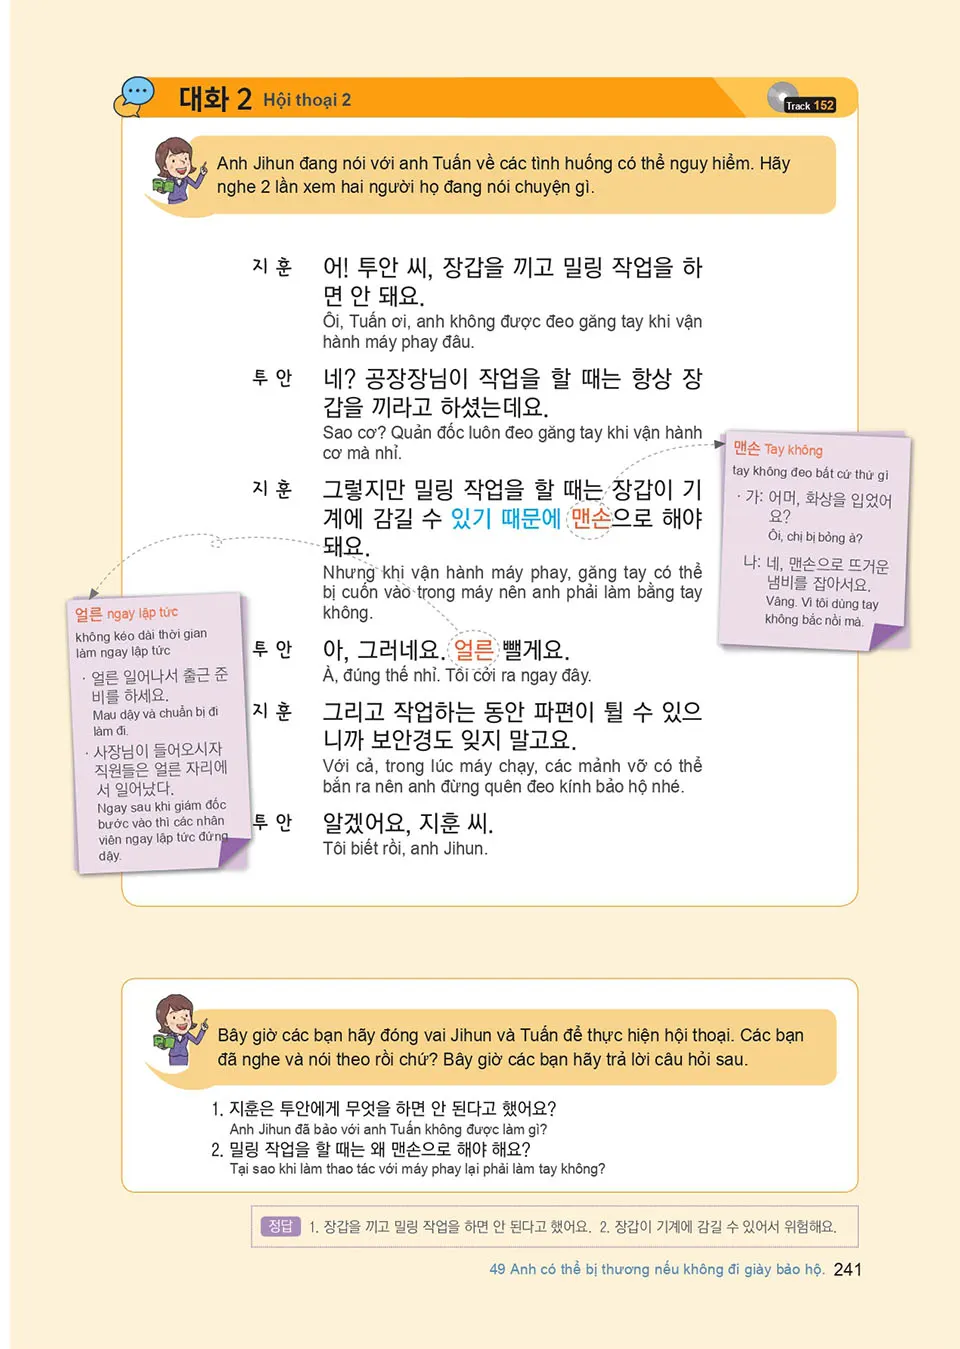 대화 2 Hội thoại 2
Track 152
Anh Jihun đang nói với anh Tuấn về các tình huống có thể nguy hiểm. Hãy
nghe 2 lần xem hai người họ đang nói chuyện gì.
지훈 어! 투안 씨, 장갑을 끼고 밀링 작업을 하
면 안 돼요.
Ôi, Tuấn ơi, anh không được đeo găng tay khi vận
hành máy phay đâu.
투안 네? 공장장님이 작업을 할 때는 항상 장
갑을 끼라고 하셨는데요.
Sao cơ? Quản đốc luôn đeo găng tay khi vận hành
cơ mà nhỉ.
지훈 그렇지만 밀링 작업을 할 때는 장갑이 기
계에 감길 수 있기 때문에 맨손으로 해야
돼요.
Nhưng khi vận hành máy phay, găng tay có thể
bị cuốn vào trong máy nên anh phải làm bằng tay
không.
투안 아, 그러네요. 얼른 뺄게요.
À, đúng thế nhỉ. Tôi cởi ra ngay đây.
지훈 그리고 작업하는 동안 파편이 튈 수 있으
니까 보안경도 잊지 말고요.
Với cả, trong lúc máy chạy, các mảnh vỡ có thể
bắn ra nên anh đừng quên đeo kính bảo hộ nhé.
투안 알겠어요, 지훈 씨.
Tôi biết rồi, anh Jihun.
맨손 Tay không
tay không đeo bất cứ thứ gì
· 가: 어머, 화상을 입었어
요?
Ôi, chị bị bỏng à?
나: 네, 맨손으로 뜨거운
냄비를 잡아서요.
Vâng. Vì tôi dùng tay
không bắc nồi mà.
얼른 ngay lập tức
không kéo dài thời gian
làm ngay lập tức
· 얼른 일어나서 출근 준
비를 하세요.
Mau dậy và chuẩn bị đi
làm đi.
· 사장님이 들어오시자
직원들은 얼른 자리에
서 일어났다.
Ngay sau khi giám đốc
bước vào thì các nhân
viên ngay lập tức đứng
dậy.
Bây giờ các bạn hãy đóng vai Jihun và Tuấn để thực hiện hội thoại. Các bạn
đã nghe và nói theo rồi chứ? Bây giờ các bạn hãy trả lời câu hỏi sau.
1. 지훈은 투안에게 무엇을 하면 안 된다고 했어요?
Anh Jihun đã bảo với anh Tuấn không được làm gì?
2. 밀링 작업을 할 때는 왜 맨손으로 해야 해요?
Tại sao khi làm thao tác với máy phay lại phải làm tay không?
정답 1. 장갑을 끼고 밀링 작업을 하면 안 된다고 했어요. 2. 장갑이 기계에 감길 수 있어서 위험해요.
49 Anh có thể bị thương nếu không đi giày bảo hộ. 241